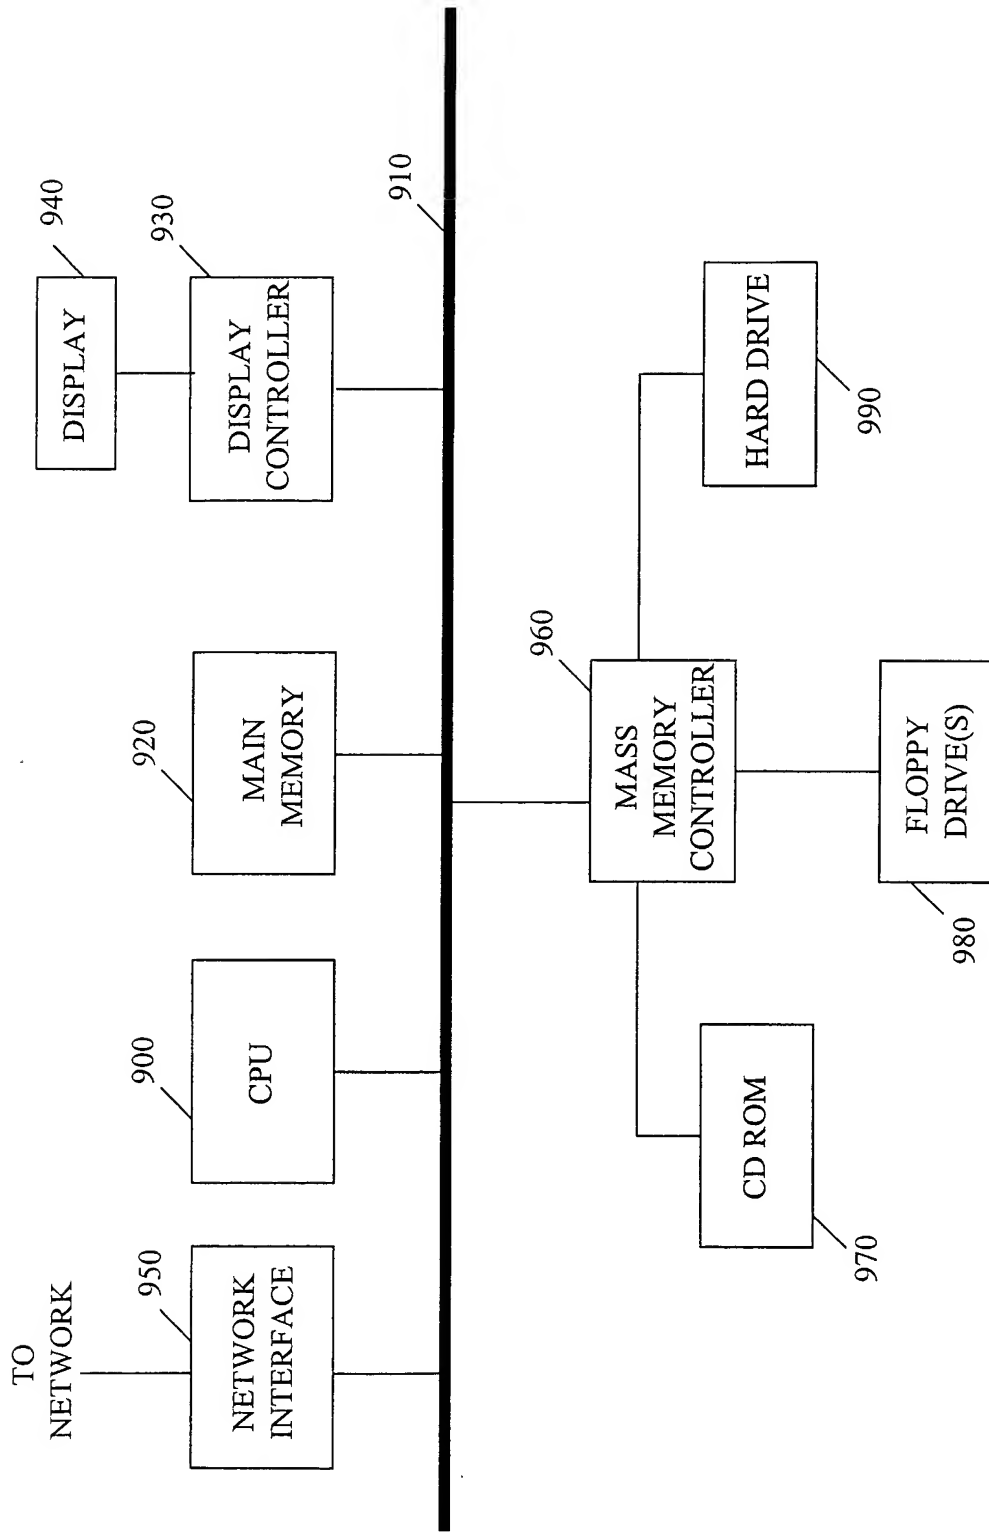 TO
NETWORK
950
NETWORK
INTERFACE
900
CPU
920
MAIN
MEMORY
940
DISPLAY
930
DISPLAY
CONTROLLER
910
960
MASS
MEMORY
CONTROLLER
CD ROM
970
FLOPPY
DRIVE(S)
980
HARD DRIVE
990